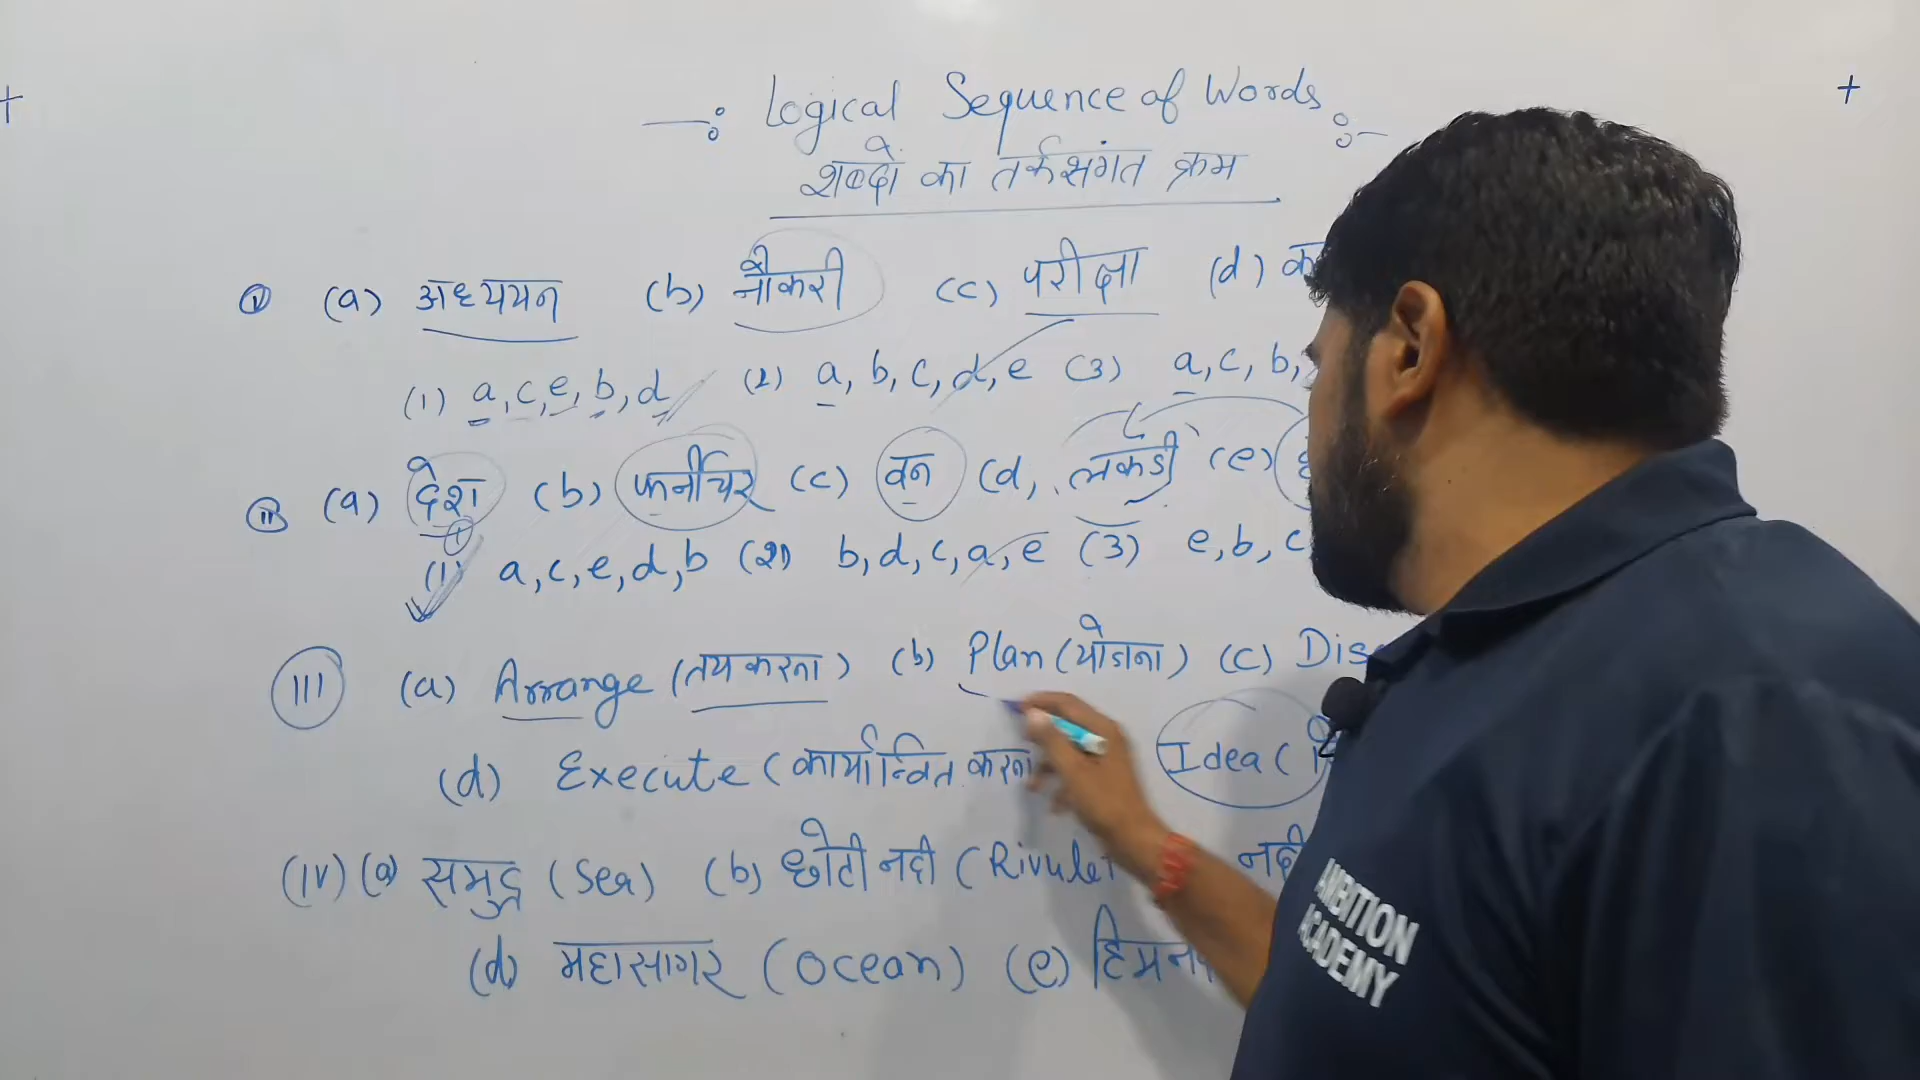 Logical Sequence of Words
शब्दों का तर्कसंगत क्रम
(a) अध्ययन (b) नौकरी (c) परीक्षा (d)
(1) a, c, e, b, d (2) a, b, c, d, e (3) a, c, b,
II (a) देश (b) फर्नीचर (c) वन (d) लकडी (e)
(1) a, c, e, d, b (2) b, d, c, a, e (3) e, b, c
III (a) Arrange (तय करना) (b) Plan (योजना) (c)
(d) Execute (कार्यान्वित करना Idea (
(IV) (a) समुद्र (Sea) (b) छोटी नदी (Rivulet नदी
(d) महासागर (Ocean) (e)
AMBITION
ACADEMY